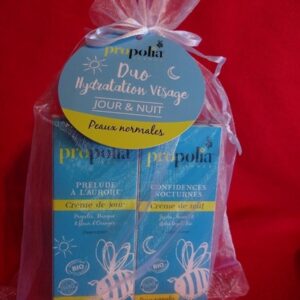 propolia
Duo
Hydratation Visage
JOUR & NUIT
Peaux normales
propolia
PRÉLUDE
À L'AURORE
Crème de jour
BIO
propolia
CONFIDENCES
NOCTURNES
Crème de nuit
BIO